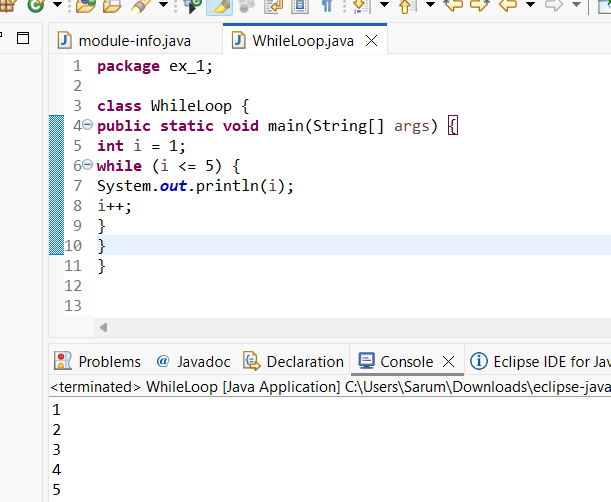 module-info.java
WhileLoop.java
1 package ex_1;
2
3 class WhileLoop {
4 public static void main(String[] args) {
5 int i = 1;
6 while (i <= 5) {
7 System.out.println(i);
8 i++;
9 }
10 }
11 }
12
13
Problems @ Javadoc Declaration Console Eclipse IDE for Jav
<terminated> WhileLoop [Java Application] C:\Users\Sarum\Downloads\eclipse-java
1
2
3
4
5